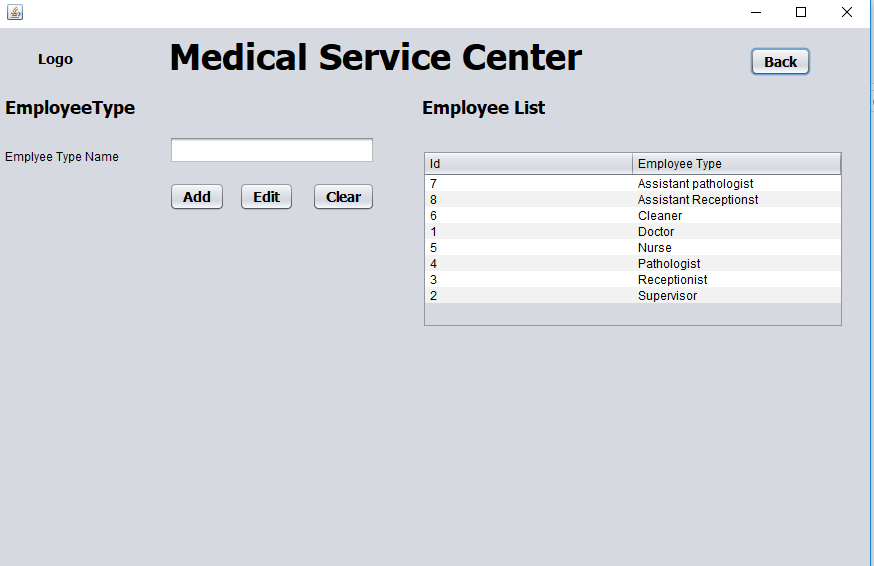 Logo
Medical Service Center
Back
EmployeeType
Employee List
Emplyee Type Name
Add
Edit
Clear
Id Employee Type
7 Assistant pathologist
8 Assistant Receptionst
6 Cleaner
1 Doctor
5 Nurse
4 Pathologist
3 Receptionist
2 Supervisor